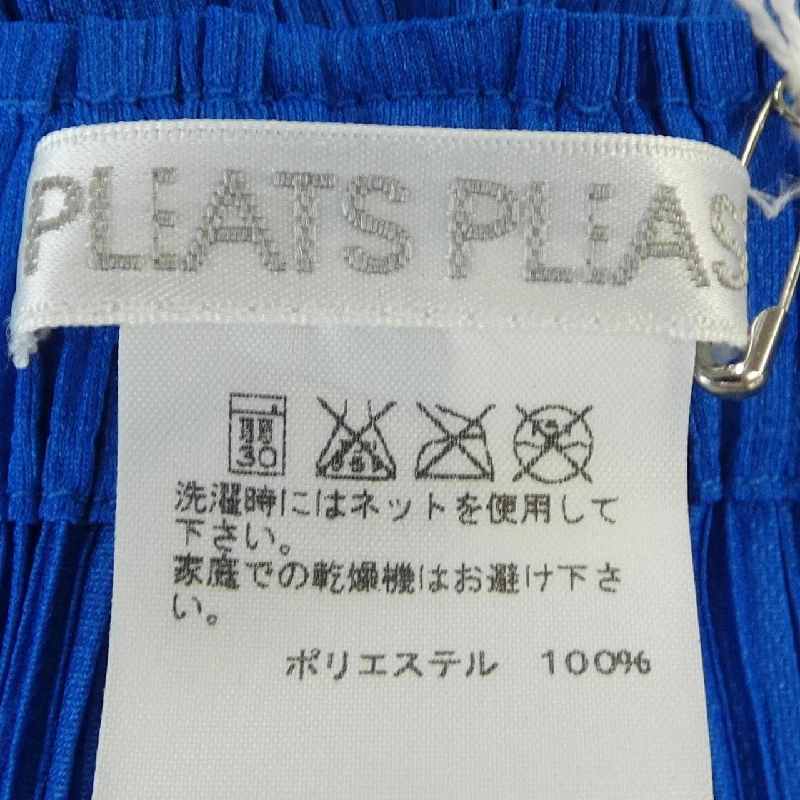 PLEATS PLEAS
30
洗濯時にはネットを使用して
下さい。
家庭での乾燥機はお避け下さ
い。
ポリエステル 100%